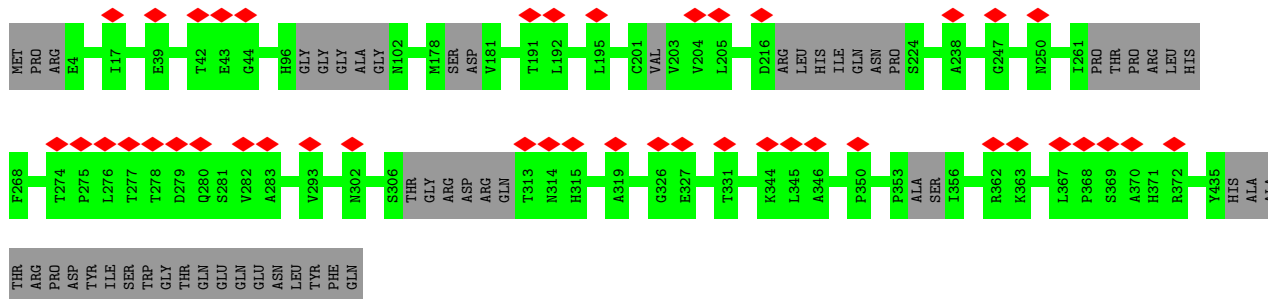 MET PRO ARG E4 I17 E39 T42 E43 G44 H96 GLY GLY GLY ALA GLY N102 M178 SER ASP V181 T191 L192 L195 C201 VAL V203 V204 L205 D216 ARG LEU HIS ILE GLN ASN PRO S224 A238 G247 N250 I261 PRO THR PRO ARG LEU HIS
F268 T274 P275 L276 T277 T278 D279 Q280 S281 V282 A283 V293 N302 S306 THR GLY ARG ASP ARG GLN T313 N314 H315 A319 G326 E327 T331 K344 L345 A346 P350 P353 ALA SER I356 R362 K363 L367 P368 S369 A370 H371 R372 Y435 HIS ALA ALA
THR ARG PRO ASP TYR ILE SER TRP GLY THR GLN GLU GLN GLU ASN LEU TYR PHE GLN